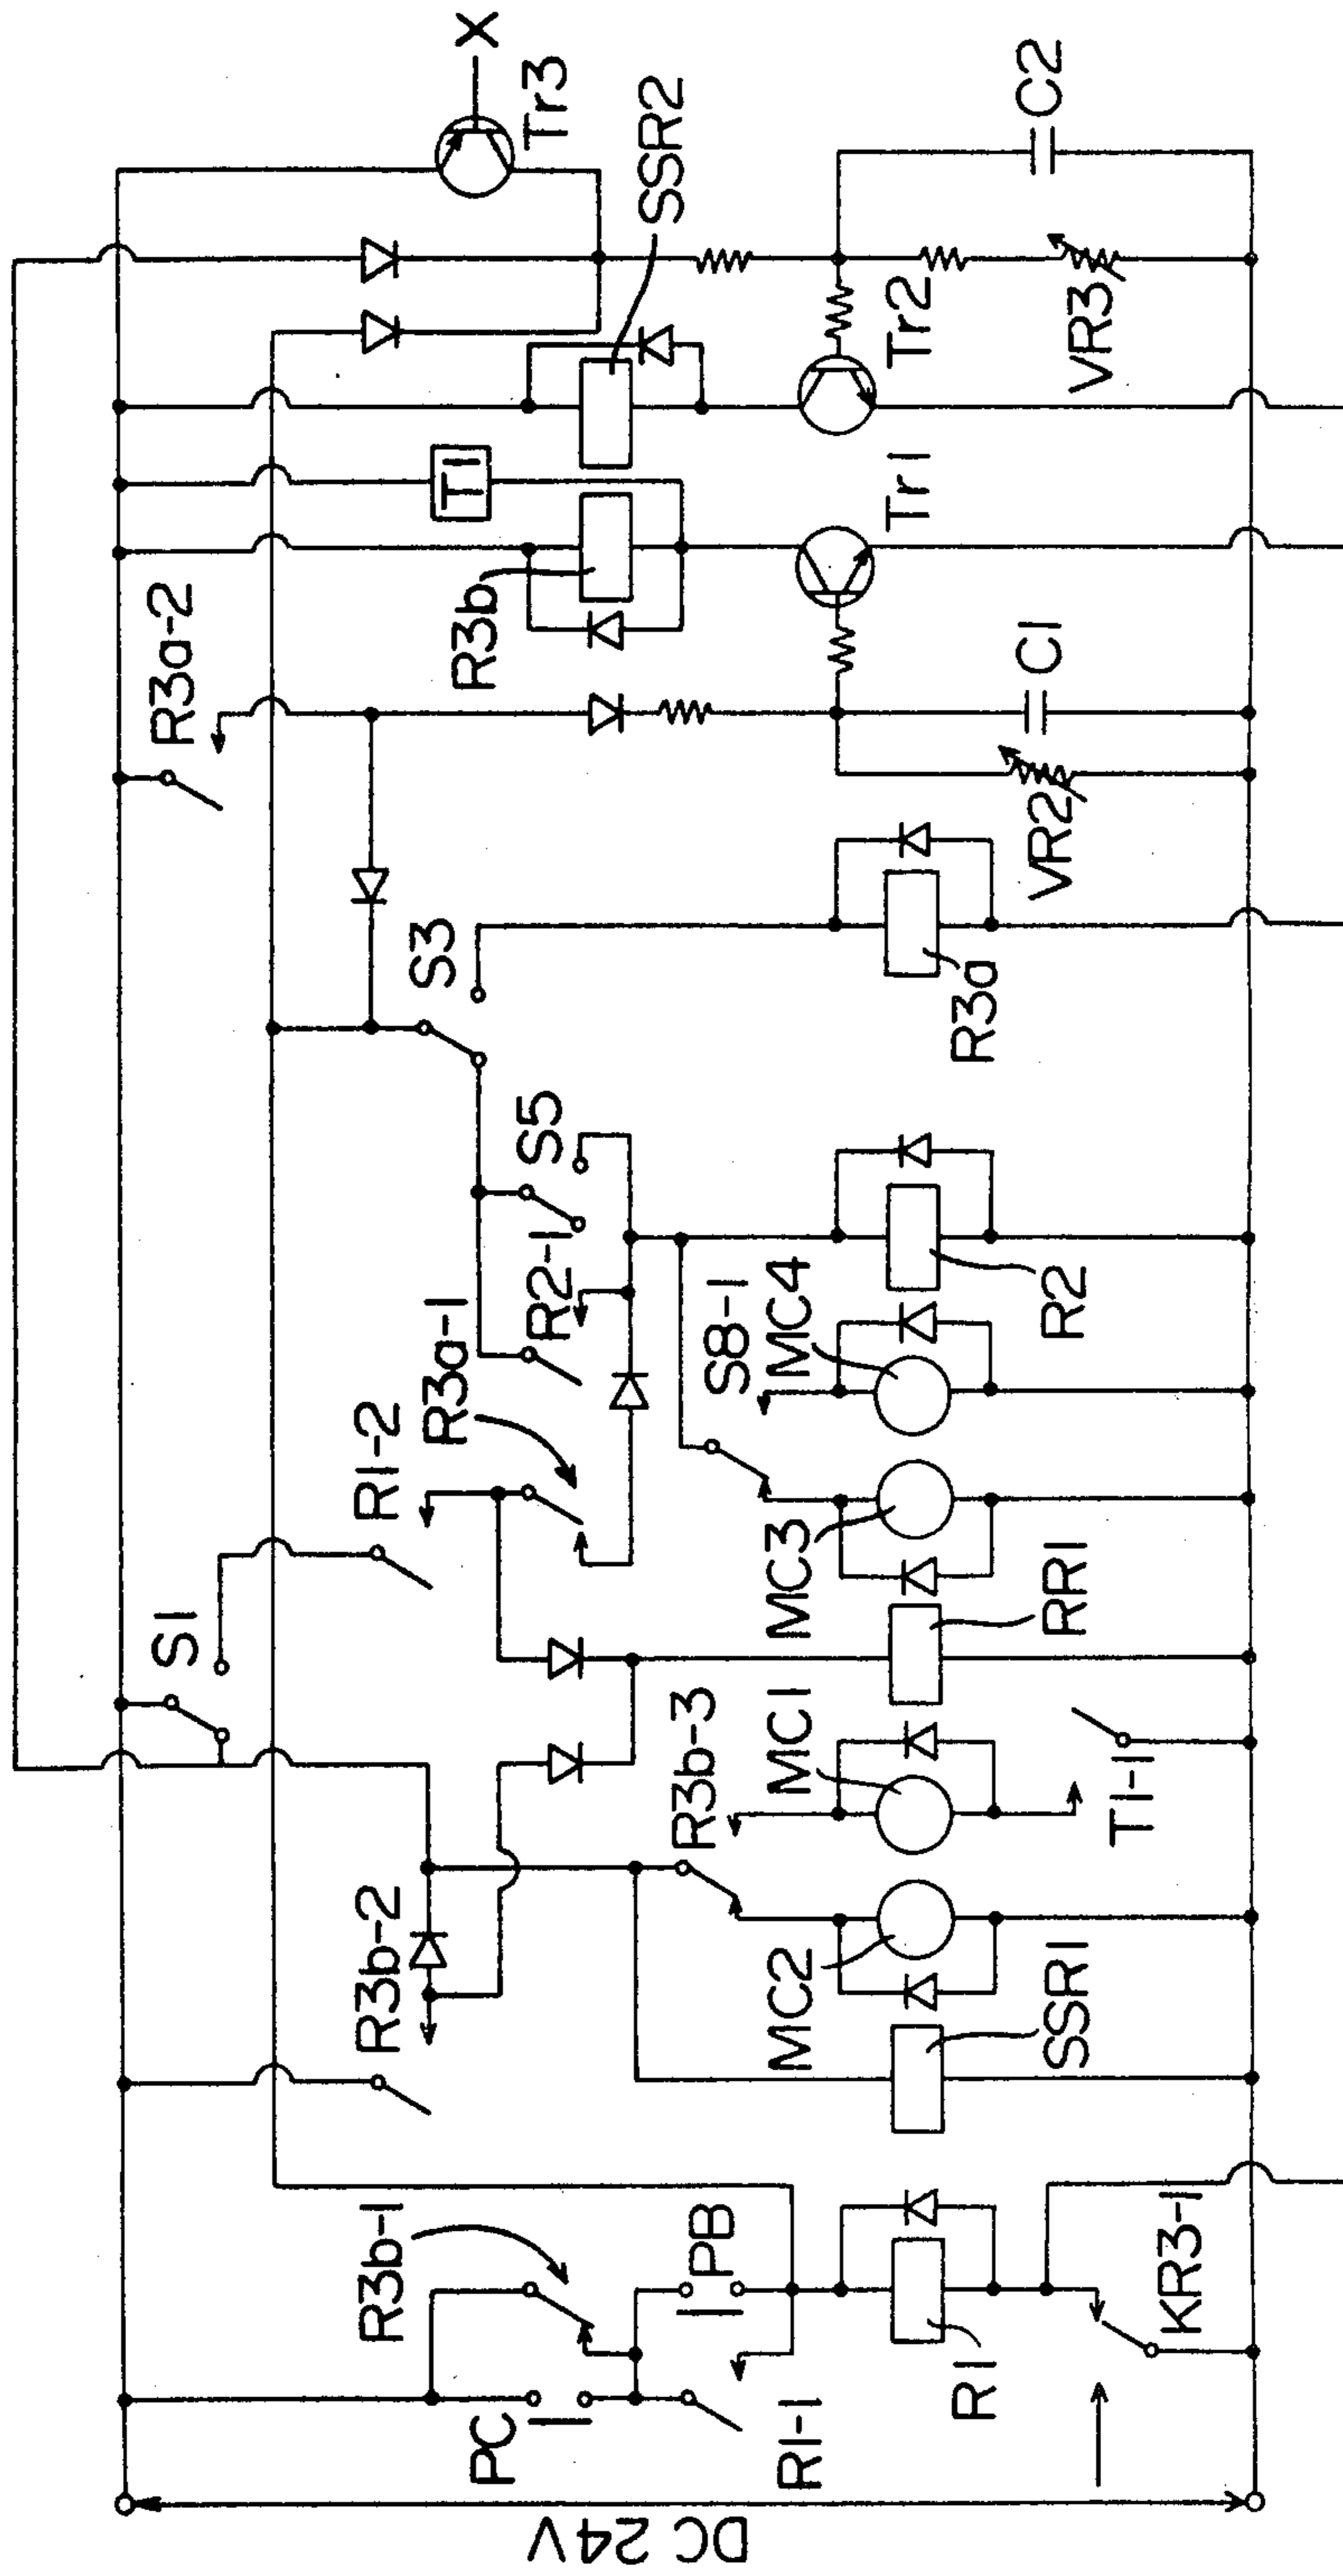 DC 24V
PC
R3b-1
R1-1
PB
R1
KR3-1
R3b-2
MC2
SSR1
S1
R3b-3
MC1
T1-1
R1-2
R3a-1
MC3
RR1
R2-1
S5
S8-1
MC4
R2
S3
R3a
R3a-2
VR2
C1
R3b
T1
Tr1
SSR2
Tr2
VR3
Tr3
X
C2